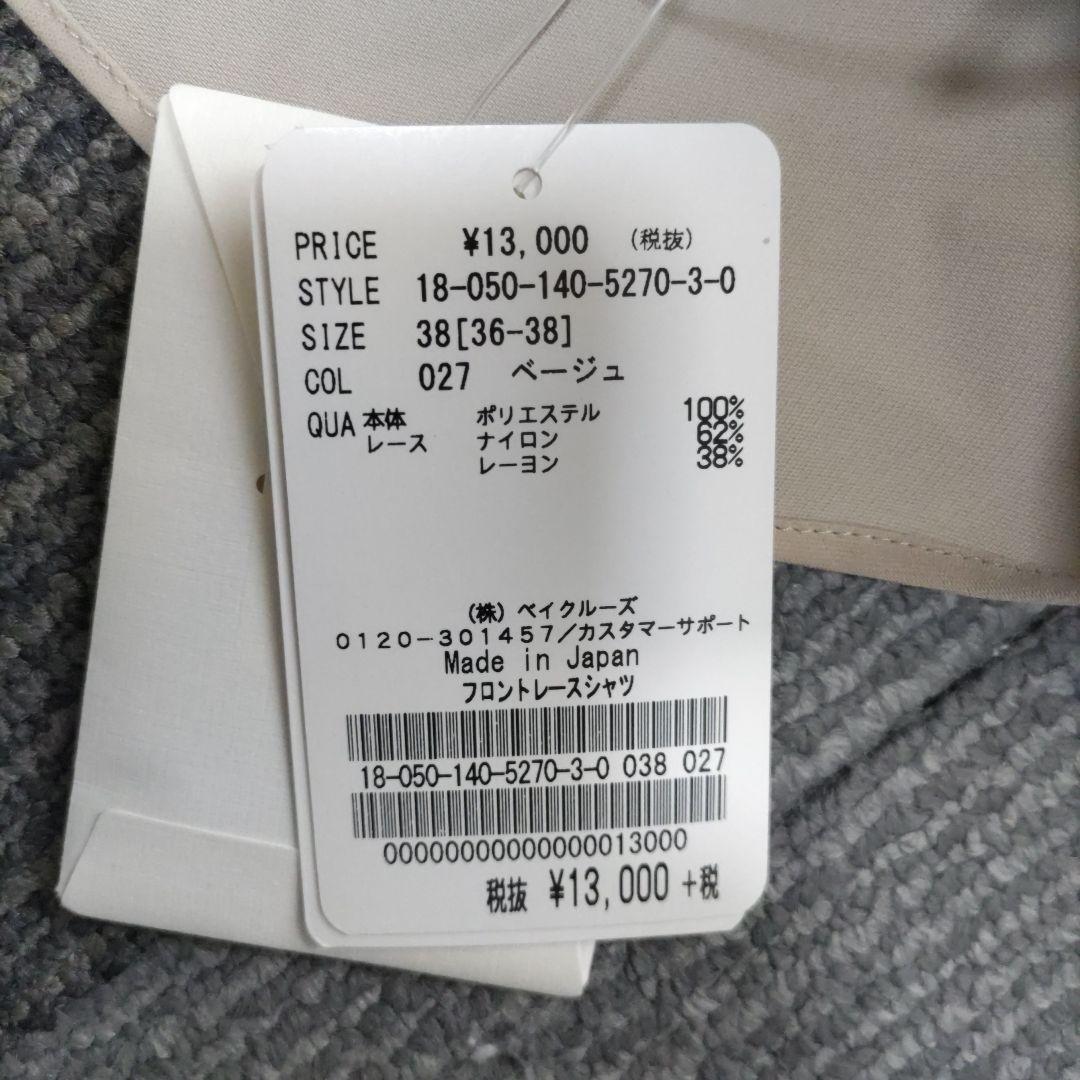 PRICE ¥13,000 (税抜)
STYLE 18-050-140-5270-3-0
SIZE 38[36-38]
COL 027 ベージュ
QUA 本体 ポリエステル 100%
レース ナイロン 62%
レーヨン 38%
(株) ベイクルーズ
0120-301457/カスタマーサポート
Made in Japan
フロントレースシャツ
18-050-140-5270-3-0 038 027
00000000000000013000
税抜 ¥13,000 +税